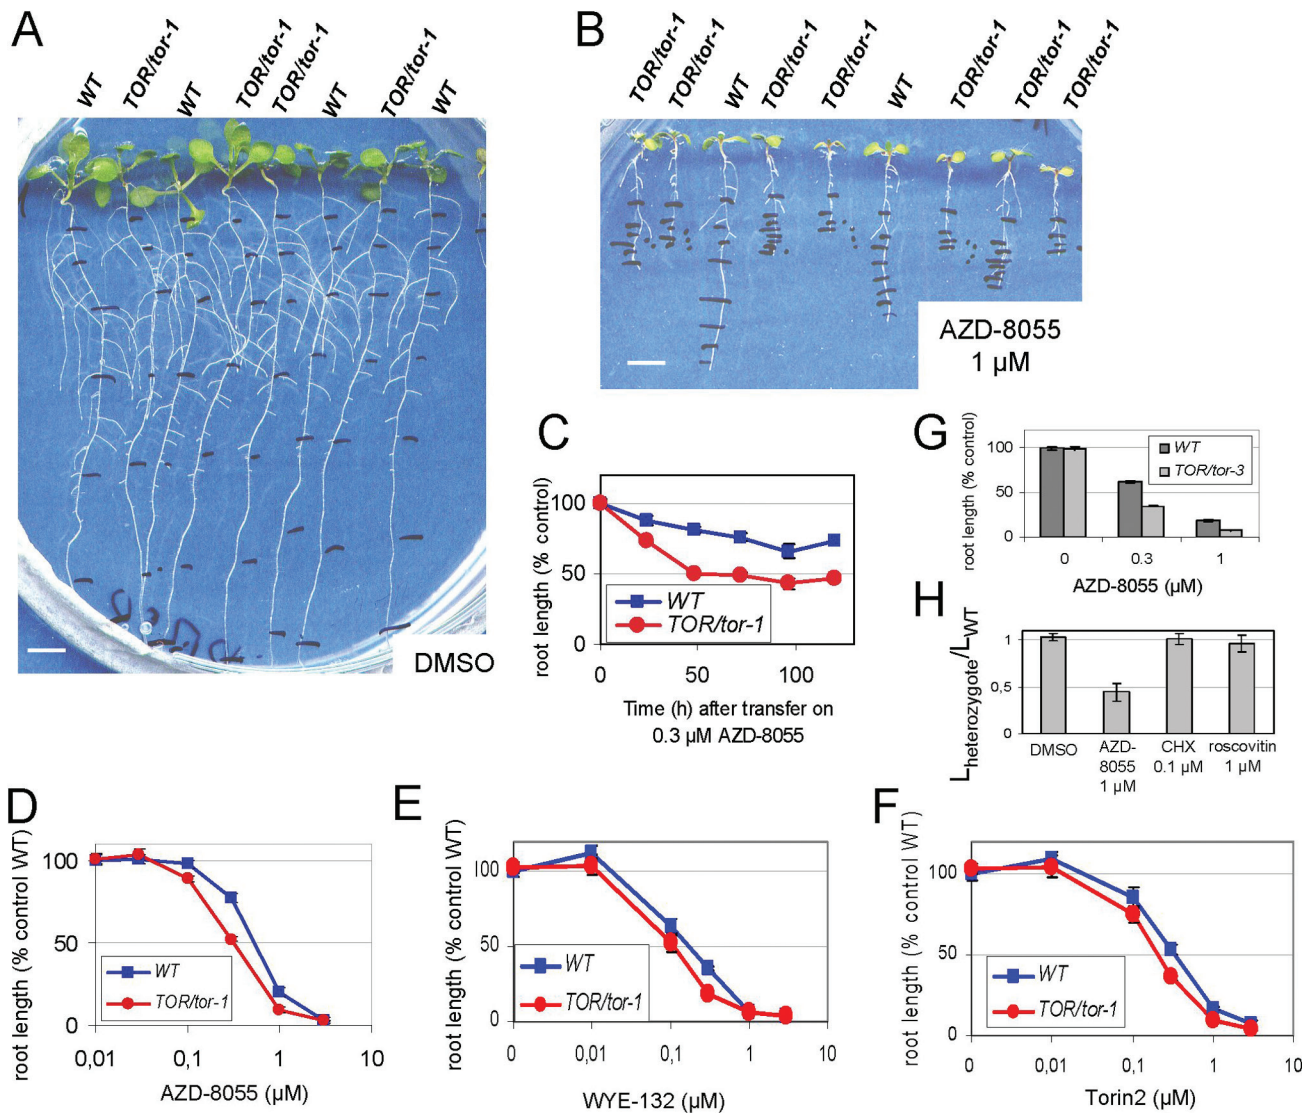 A
WT
TOR/tor-1
WT
TOR/tor-1
TOR/tor-1
WT
TOR/tor-1
WT
DMSO
B
TOR/tor-1
TOR/tor-1
WT
TOR/tor-1
TOR/tor-1
WT
TOR/tor-1
TOR/tor-1
TOR/tor-1
AZD-8055
1 µM
C
root length (% control)
100
50
0
WT
TOR/tor-1
0
50
100
Time (h) after transfer on
0.3 µM AZD-8055
G
root length (% control)
100
50
0
WT
TOR/tor-3
0
0.3
1
AZD-8055 (µM)
H
Lheterozygote/LWT
1
0,5
0
DMSO
AZD-
8055
1 µM
CHX
0.1 µM
roscovitin
1 µM
D
root length (% control WT)
100
50
0
WT
TOR/tor-1
0,01
0,1
1
10
AZD-8055 (µM)
E
root length (% control WT)
100
50
0
WT
TOR/tor-1
0
0,01
0,1
1
10
WYE-132 (µM)
F
root length (% control WT)
100
50
0
WT
TOR/tor-1
0
0,01
0,1
1
10
Torin2 (µM)